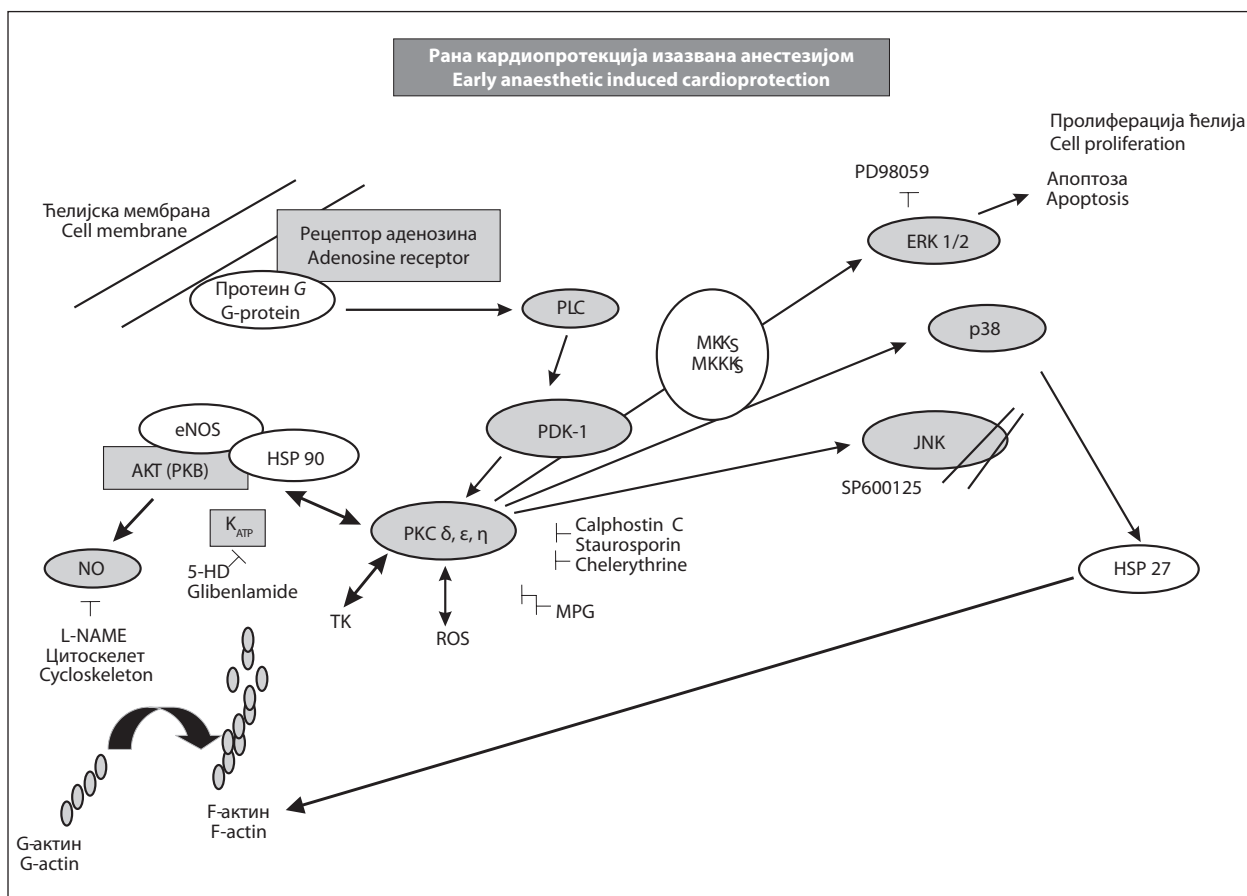 Рана кардиопротекција изазвана анестезијом
Early anaesthetic induced cardioprotection
Пролиферација ћелија
Cell proliferation
PD98059
Апоптоза
Apoptosis
Ћелијска мембрана
Cell membrane
Рецептор аденозина
Adenosine receptor
ERK 1/2
Протеин G
G-protein
PLC
p38
MKKS
MKKKS
eNOS
PDK-1
JNK
HSP 90
AKT (PKB)
SP600125
KATP
PKC δ, ε, η
Calphostin C
Staurosporin
Chelerythrine
NO
5-HD
Glibenlamide
HSP 27
MPG
TK
ROS
L-NAME
Цитоскелет
Cycloskeleton
F-актин
F-actin
G-актин
G-actin